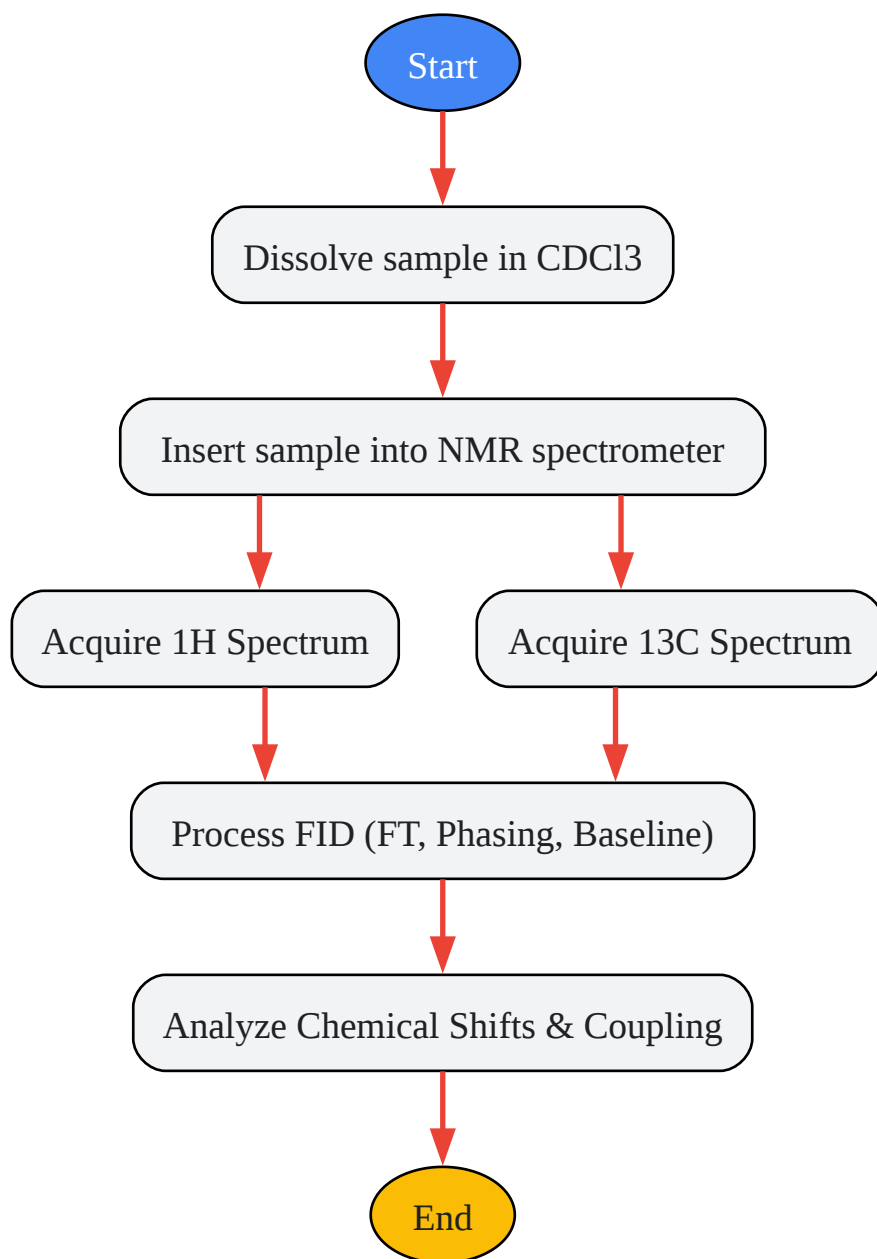 Start
Dissolve sample in CDCl3
Insert sample into NMR spectrometer
Acquire 1H Spectrum
Acquire 13C Spectrum
Process FID (FT, Phasing, Baseline)
Analyze Chemical Shifts & Coupling
End